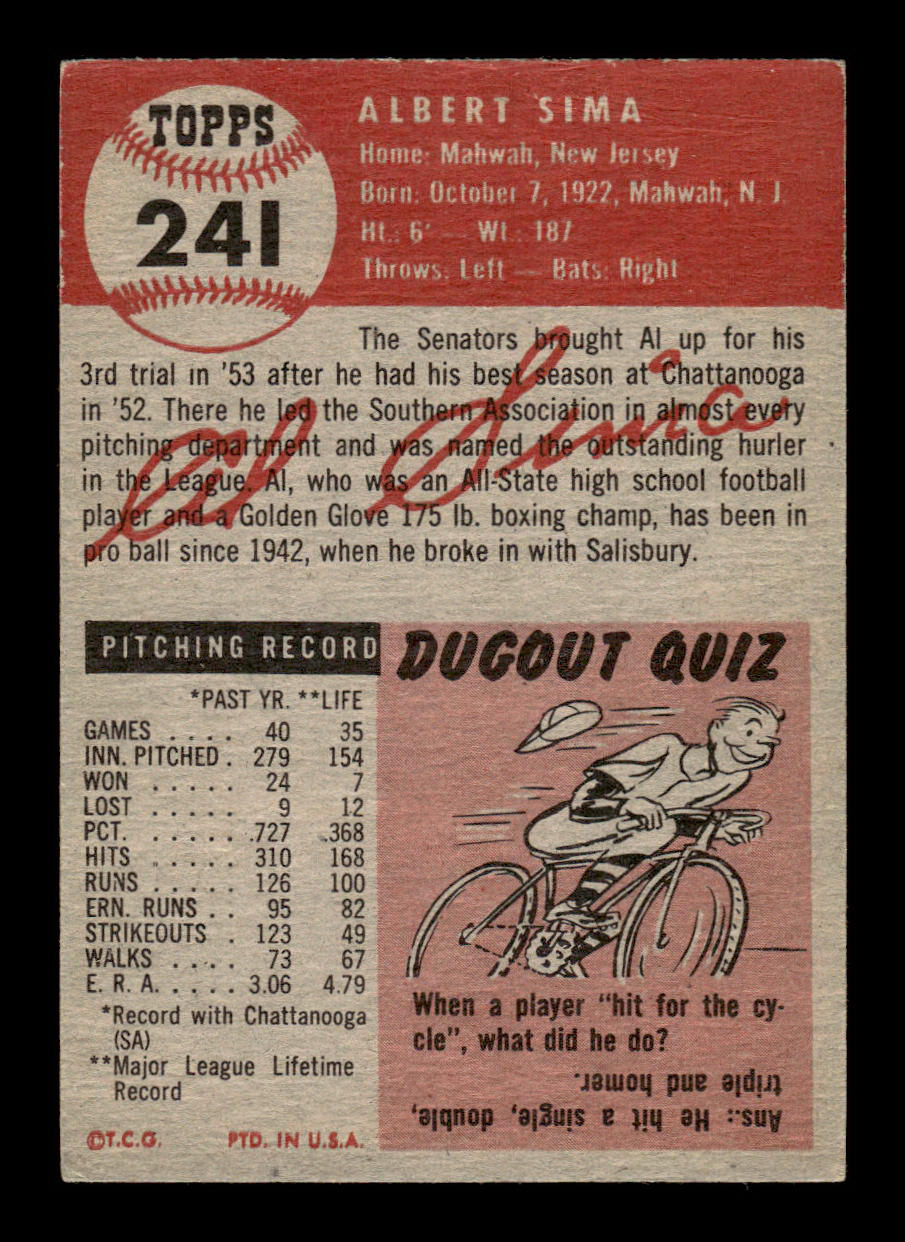 TOPPS
241
ALBERT SIMA
Home: Mahwah, New Jersey
Born: October 7, 1922, Mahwah, N. J.
Ht.: 6' — Wt.: 187
Throws: Left — Bats: Right
The Senators brought Al up for his
3rd trial in '53 after he had his best season at Chattanooga
in '52. There he led the Southern Association in almost every
pitching department and was named the outstanding hurler
in the League. Al, who was an All-State high school football
player and a Golden Glove 175 lb. boxing champ, has been in
pro ball since 1942, when he broke in with Salisbury.
Al Sima
PITCHING RECORD
*PAST YR. **LIFE
GAMES . . . . 40 35
INN. PITCHED . 279 154
WON . . . . . 24 7
LOST . . . . . 9 12
PCT. . . . . . .727 .368
HITS . . . . . 310 168
RUNS . . . . . 126 100
ERN. RUNS . . 95 82
STRIKEOUTS . 123 49
WALKS . . . . 73 67
E. R. A. . . . . 3.06 4.79
*Record with Chattanooga
(SA)
**Major League Lifetime
Record
©T.C.G. PTD. IN U.S.A.
DUGOUT QUIZ
When a player "hit for the cy-
cle", what did he do?
Ans.: He hit a single, double,
triple and homer.